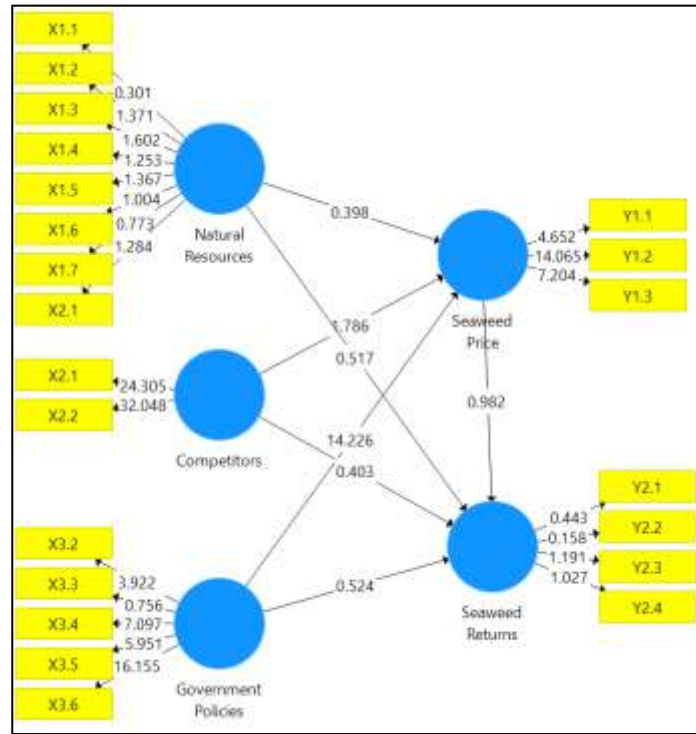 X1.1
X1.2
X1.3
X1.4
X1.5
X1.6
X1.7
X2.1
0.301
1.371
1.602
1.253
1.367
1.004
0.773
1.284
Natural
Resources
X2.1
X2.2
24.305
32.048
Competitors
X3.2
X3.3
X3.4
X3.5
X3.6
3.922
0.756
7.097
5.951
16.155
Government
Policies
0.398
1.786
0.517
14.226
0.403
0.524
0.982
Seaweed
Price
4.652
14.065
7.204
Y1.1
Y1.2
Y1.3
Seaweed
Returns
0.443
0.158
1.191
1.027
Y2.1
Y2.2
Y2.3
Y2.4